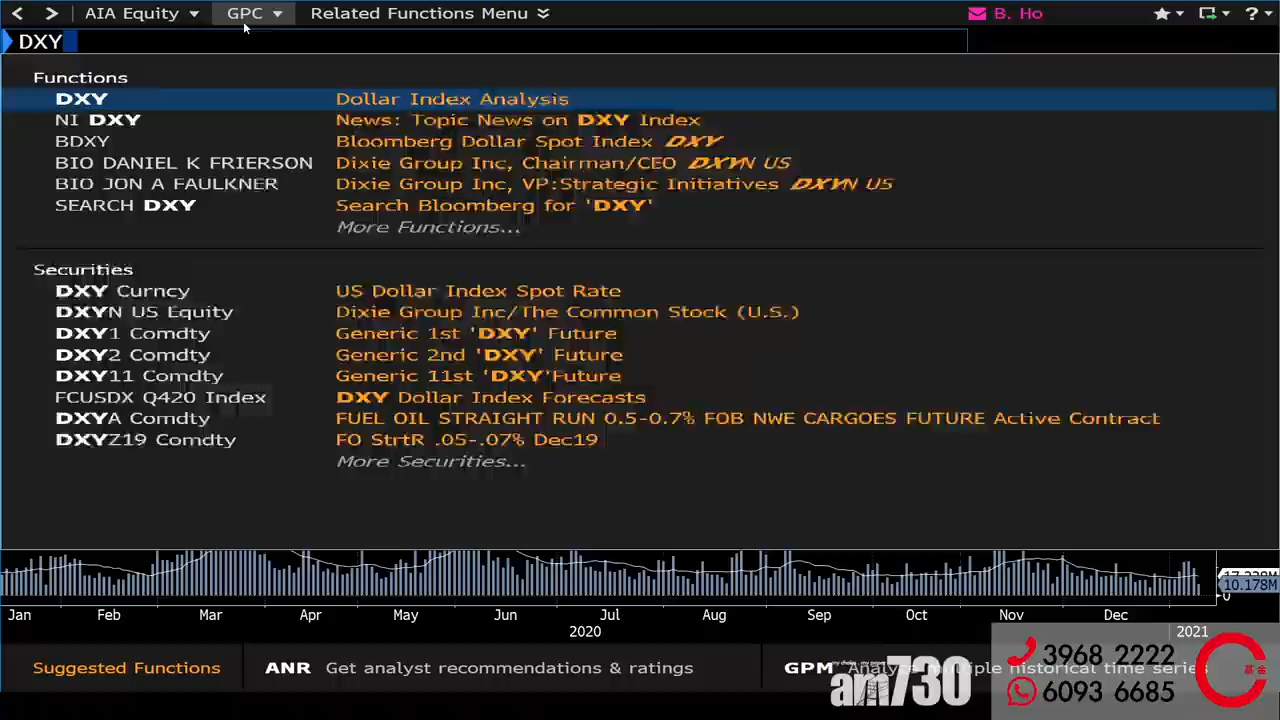 AIA Equity GPC Related Functions Menu B. Ho ?
DXY
Functions
DXY Dollar Index Analysis
NI DXY News: Topic News on DXY Index
BDXY Bloomberg Dollar Spot Index DXY
BIO DANIEL K FRIERSON Dixie Group Inc, Chairman/CEO DXYN US
BIO JON A FAULKNER Dixie Group Inc, VP:Strategic Initiatives DXYN US
SEARCH DXY Search Bloomberg for 'DXY'
More Functions...
Securities
DXY Curncy US Dollar Index Spot Rate
DXYN US Equity Dixie Group Inc/The Common Stock (U.S.)
DXY1 Comdty Generic 1st 'DXY' Future
DXY2 Comdty Generic 2nd 'DXY' Future
DXY11 Comdty Generic 11st 'DXY'Future
FCUSDX Q420 Index DXY Dollar Index Forecasts
DXYA Comdty FUEL OIL STRAIGHT RUN 0.5-0.7% FOB NWE CARGOES FUTURE Active Contract
DXYZ19 Comdty FO StrtR .05-.07% Dec19
More Securities...
10.178M
0
Jan Feb Mar Apr May Jun Jul Aug Sep Oct Nov Dec
2020 2021
Suggested Functions ANR Get analyst recommendations & ratings GPM Analyze multiple historical time series
am730
3968 2222
6093 6685
基金